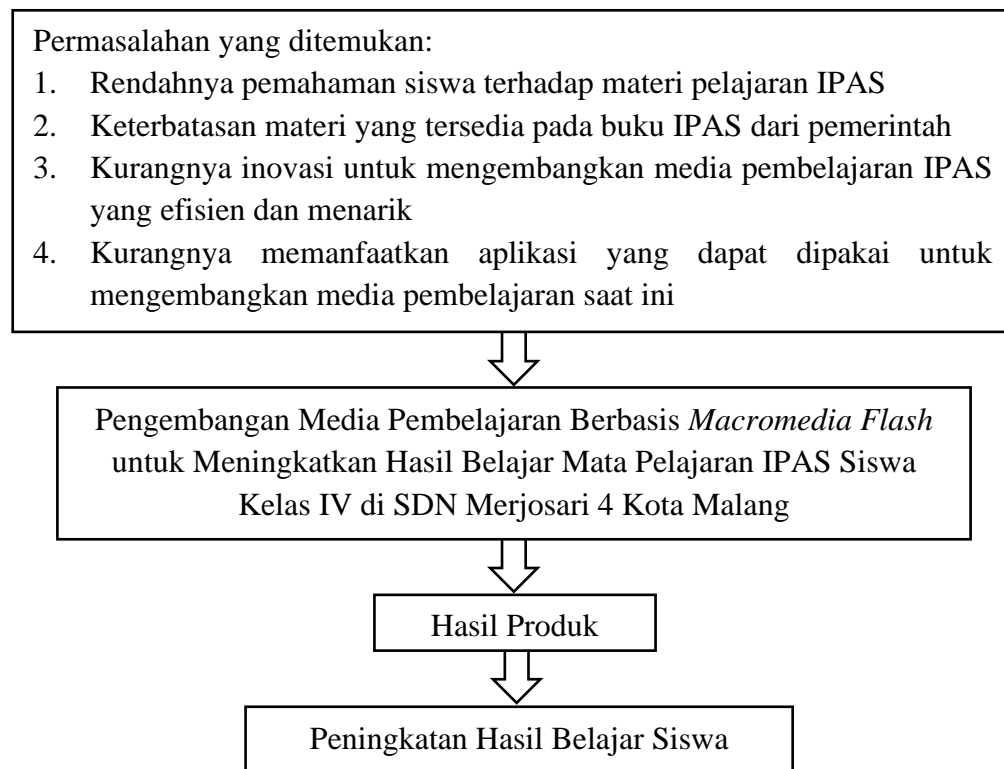 Permasalahan yang ditemukan:
1. Rendahnya pemahaman siswa terhadap materi pelajaran IPAS
2. Keterbatasan materi yang tersedia pada buku IPAS dari pemerintah
3. Kurangnya inovasi untuk mengembangkan media pembelajaran IPAS
yang efisien dan menarik
4. Kurangnya memanfaatkan aplikasi yang dapat dipakai untuk
mengembangkan media pembelajaran saat ini
Pengembangan Media Pembelajaran Berbasis Macromedia Flash
untuk Meningkatkan Hasil Belajar Mata Pelajaran IPAS Siswa
Kelas IV di SDN Merjosari 4 Kota Malang
Hasil Produk
Peningkatan Hasil Belajar Siswa